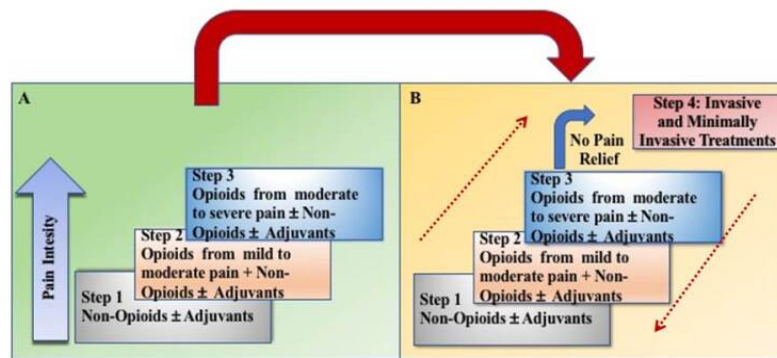 A
Pain Intesity
Step 3
Opioids from moderate
to severe pain ± Non-
Opioids ± Adjuvants
Step 2
Opioids from mild to
moderate pain + Non-
Opioids ± Adjuvants
Step 1
Non-Opioids ± Adjuvants
B
Step 4: Invasive
and Minimally
Invasive Treatments
No Pain
Relief
Step 3
Opioids from moderate
to severe pain ± Non-
Opioids ± Adjuvants
Step 2
Opioids from mild to
moderate pain + Non-
Opioids ± Adjuvants
Step 1
Non-Opioids ± Adjuvants